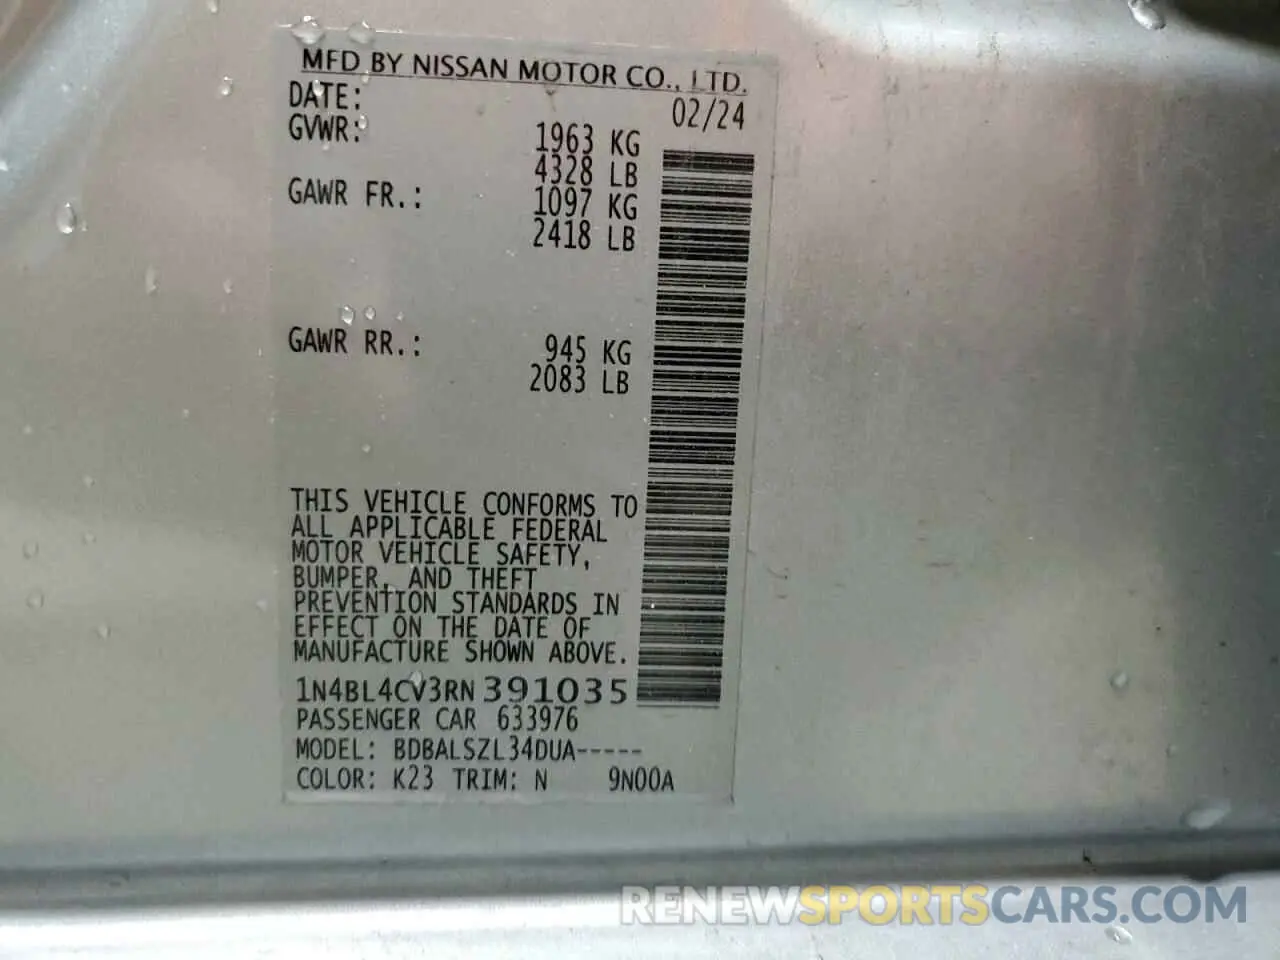 MFD BY NISSAN MOTOR CO., LTD.
DATE: 02/24
GVWR: 1963 KG
4328 LB
GAWR FR.: 1097 KG
2418 LB
GAWR RR.: 945 KG
2083 LB
THIS VEHICLE CONFORMS TO
ALL APPLICABLE FEDERAL
MOTOR VEHICLE SAFETY,
BUMPER, AND THEFT
PREVENTION STANDARDS IN
EFFECT ON THE DATE OF
MANUFACTURE SHOWN ABOVE.
1N4BL4CV3RN391035
PASSENGER CAR 633976
MODEL: BDBALSZL34DUA-----
COLOR: K23 TRIM: N 9N00A
RENEWSPORTSCARS.COM